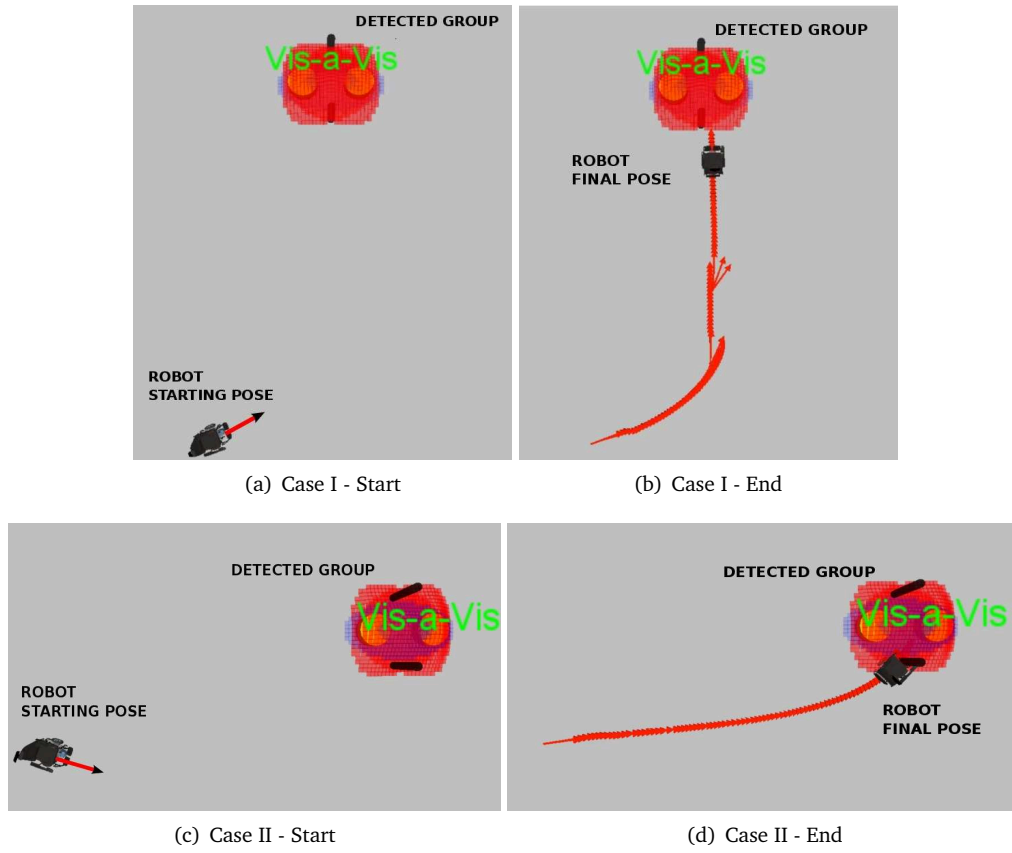 DETECTED GROUP
Vis-a-Vis
ROBOT
STARTING POSE
DETECTED GROUP
Vis-a-Vis
ROBOT
FINAL POSE
(a) Case I - Start
(b) Case I - End
DETECTED GROUP
Vis-a-Vis
ROBOT
STARTING POSE
DETECTED GROUP
Vis-a-Vis
ROBOT
FINAL POSE
(c) Case II - Start
(d) Case II - End